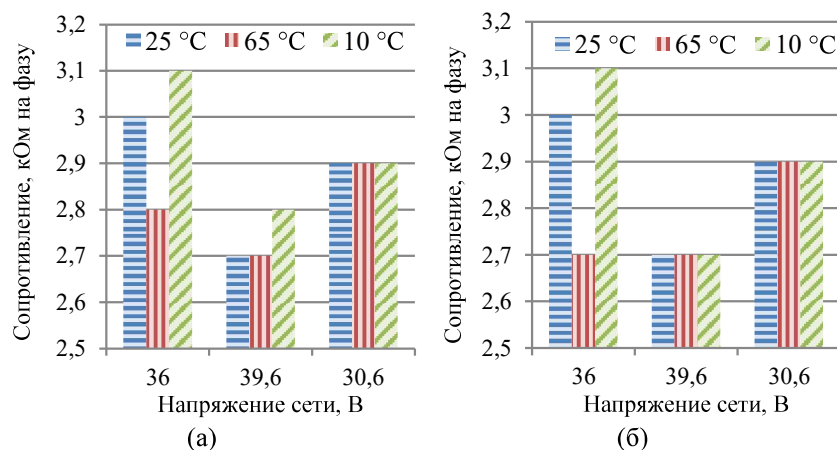 3,2
25 °C 65 °C 10 °C
3,1
3
2,9
2,8
2,7
2,6
2,5
Сопротивление, кОм на фазу
36 39,6 30,6
Напряжение сети, В
(а)
3,2
25 °C 65 °C 10 °C
3,1
3
2,9
2,8
2,7
2,6
2,5
Сопротивление, кОм на фазу
36 39,6 30,6
Напряжение сети, В
(б)